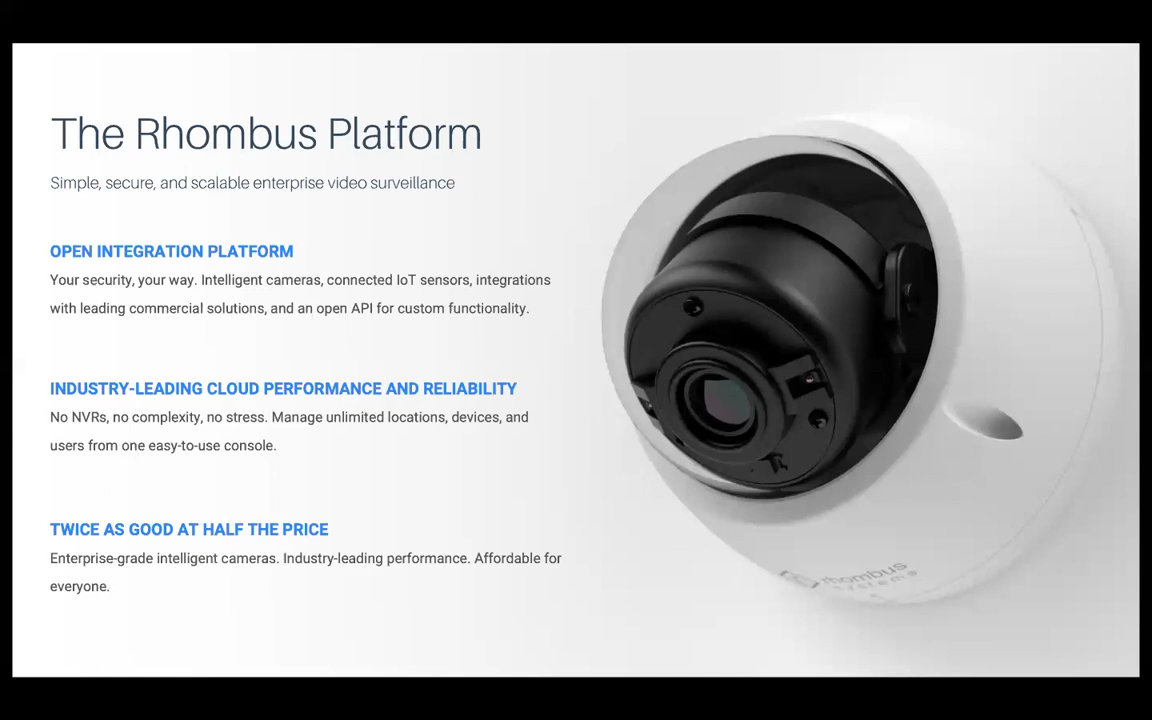 The Rhombus Platform
Simple, secure, and scalable enterprise video surveillance
OPEN INTEGRATION PLATFORM
Your security, your way. Intelligent cameras, connected IoT sensors, integrations
with leading commercial solutions, and an open API for custom functionality.
INDUSTRY-LEADING CLOUD PERFORMANCE AND RELIABILITY
No NVRs, no complexity, no stress. Manage unlimited locations, devices, and
users from one easy-to-use console.
TWICE AS GOOD AT HALF THE PRICE
Enterprise-grade intelligent cameras. Industry-leading performance. Affordable for
everyone.
rhombus
systems